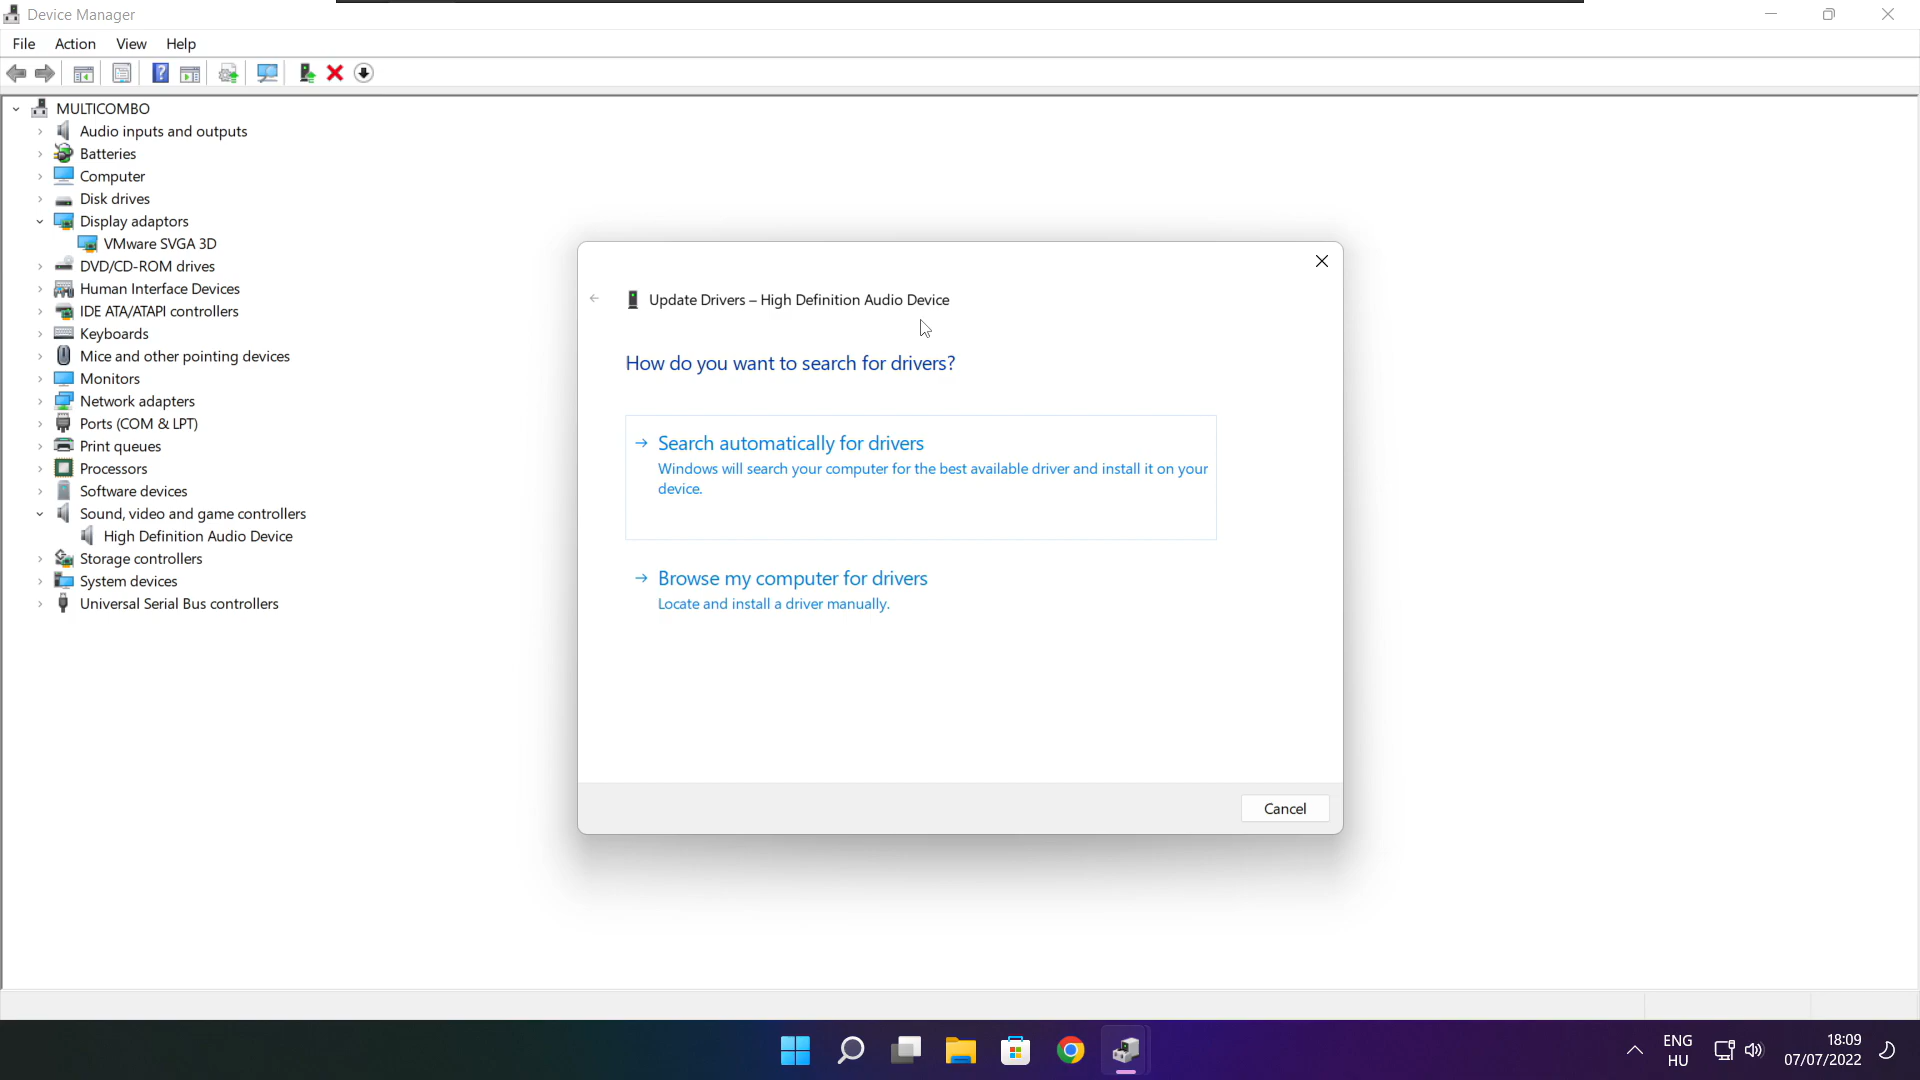 Device Manager
File Action View Help
MULTICOMBO
Audio inputs and outputs
Batteries
Computer
Disk drives
Display adaptors
VMware SVGA 3D
DVD/CD-ROM drives
Human Interface Devices
IDE ATA/ATAPI controllers
Keyboards
Mice and other pointing devices
Monitors
Network adapters
Ports (COM & LPT)
Print queues
Processors
Software devices
Sound, video and game controllers
High Definition Audio Device
Storage controllers
System devices
Universal Serial Bus controllers
Update Drivers – High Definition Audio Device
How do you want to search for drivers?
Search automatically for drivers
Windows will search your computer for the best available driver and install it on your
device.
Browse my computer for drivers
Locate and install a driver manually.
Cancel
ENG
HU
18:09
07/07/2022